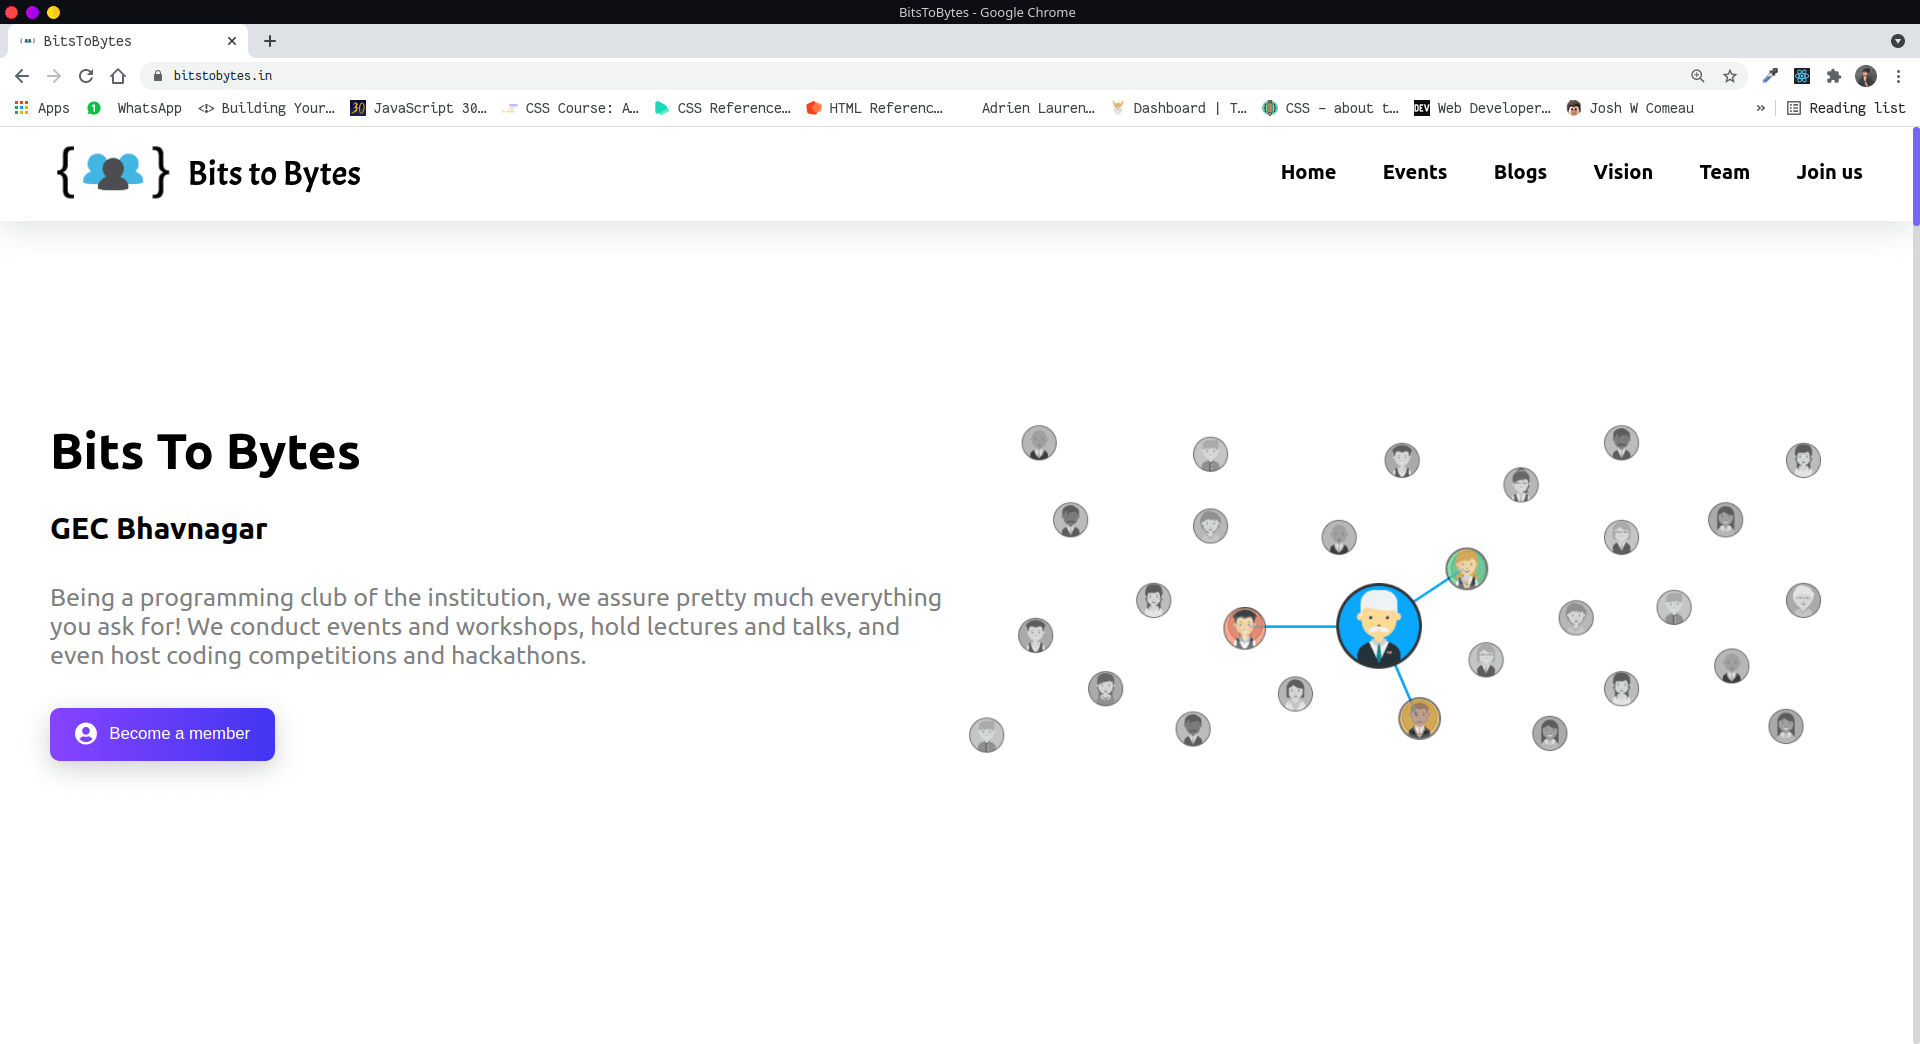 BitsToBytes - Google Chrome
BitsToBytes
bitstobytes.in
Apps 1 WhatsApp Building Your… 30 JavaScript 30… CSS Course: A… CSS Reference… HTML Referenc… Adrien Lauren… Dashboard | T… CSS – about t… DEV Web Developer… Josh W Comeau » Reading list
{ } Bits to Bytes
Home Events Blogs Vision Team Join us
Bits To Bytes
GEC Bhavnagar
Being a programming club of the institution, we assure pretty much everything
you ask for! We conduct events and workshops, hold lectures and talks, and
even host coding competitions and hackathons.
Become a member